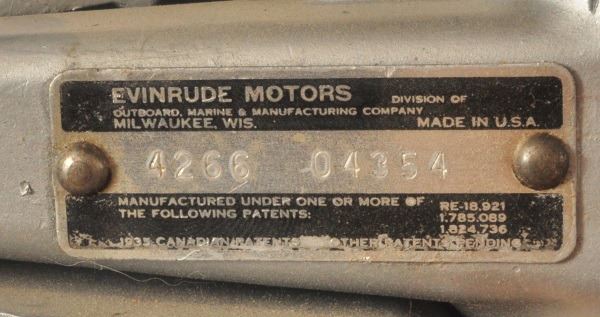 EVINRUDE MOTORS DIVISION OF
OUTBOARD, MARINE & MANUFACTURING COMPANY
MILWAUKEE, WIS. MADE IN U.S.A.
4266 04354
MANUFACTURED UNDER ONE OR MORE OF
THE FOLLOWING PATENTS:
RE-18,921
1,785,089
1,824,736
1935 CANADIAN PATENTS OTHER PATENTS PENDING